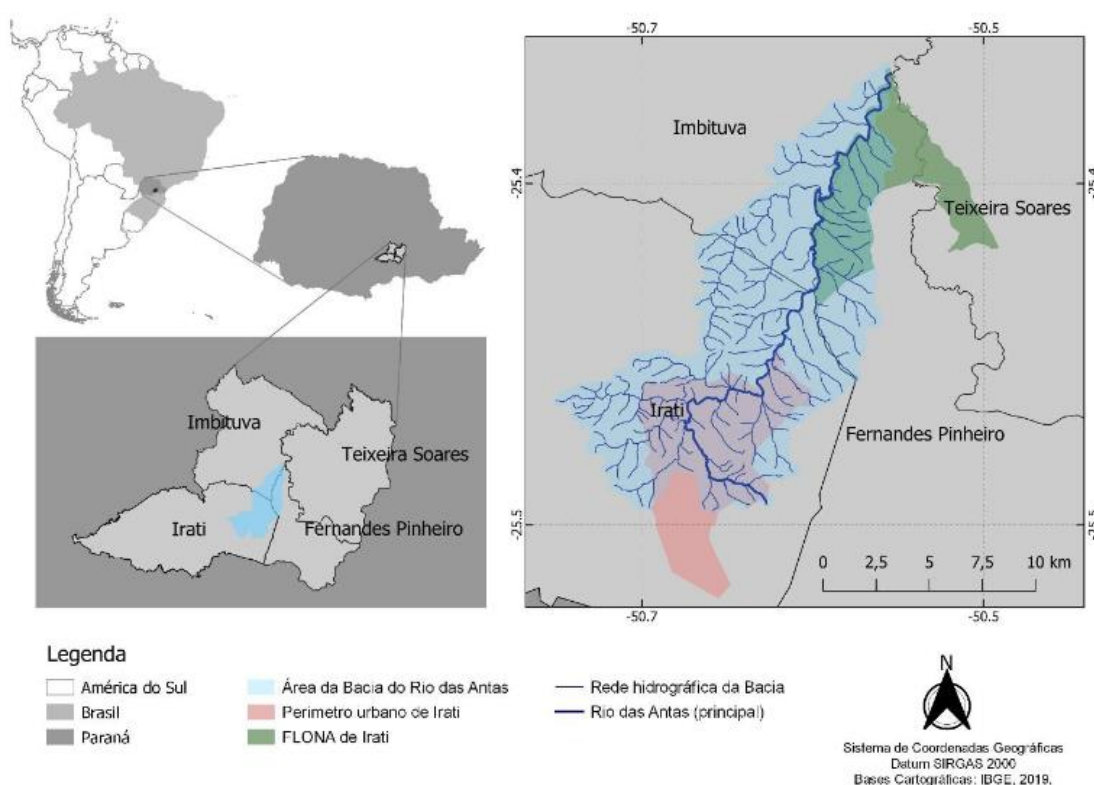 -50.7
-50.5
Imbituva
-25.4
-25.4
Teixeira Soares
Irati
Fernandes Pinheiro
-25.5
-25.5
0
2,5
5
7,5
10 km
-50.7
-50.5
Imbituva
Teixeira Soares
Irati
Fernandes Pinheiro
Legenda
América do Sul
Brasil
Paraná
Área da Bacia do Rio das Antas
Perimetro urbano de Irati
FLONA de Irati
Rede hidrográfica da Bacia
Rio das Antas (principal)
N
Sistema de Coordenadas Geográficas
Datum SIRGAS 2000
Bases Cartográficas: IBGE, 2019.